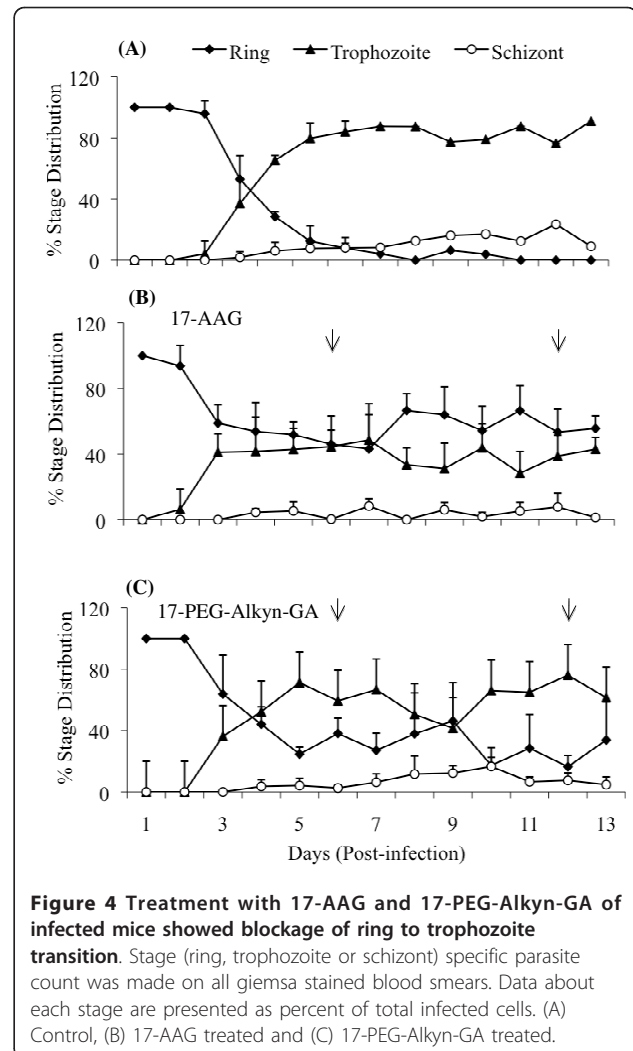 (A) Ring Trophozoite Schizont
120
80
40
0
% Stage Distribution
(B)
17-AAG
120
80
40
0
% Stage Distribution
(C)
17-PEG-Alkyn-GA
120
80
40
0
% Stage Distribution
1 3 5 7 9 11 13
Days (Post-infection)
Figure 4 Treatment with 17-AAG and 17-PEG-Alkyn-GA of
infected mice showed blockage of ring to trophozoite
transition. Stage (ring, trophozoite or schizont) specific parasite
count was made on all giemsa stained blood smears. Data about
each stage are presented as percent of total infected cells. (A)
Control, (B) 17-AAG treated and (C) 17-PEG-Alkyn-GA treated.